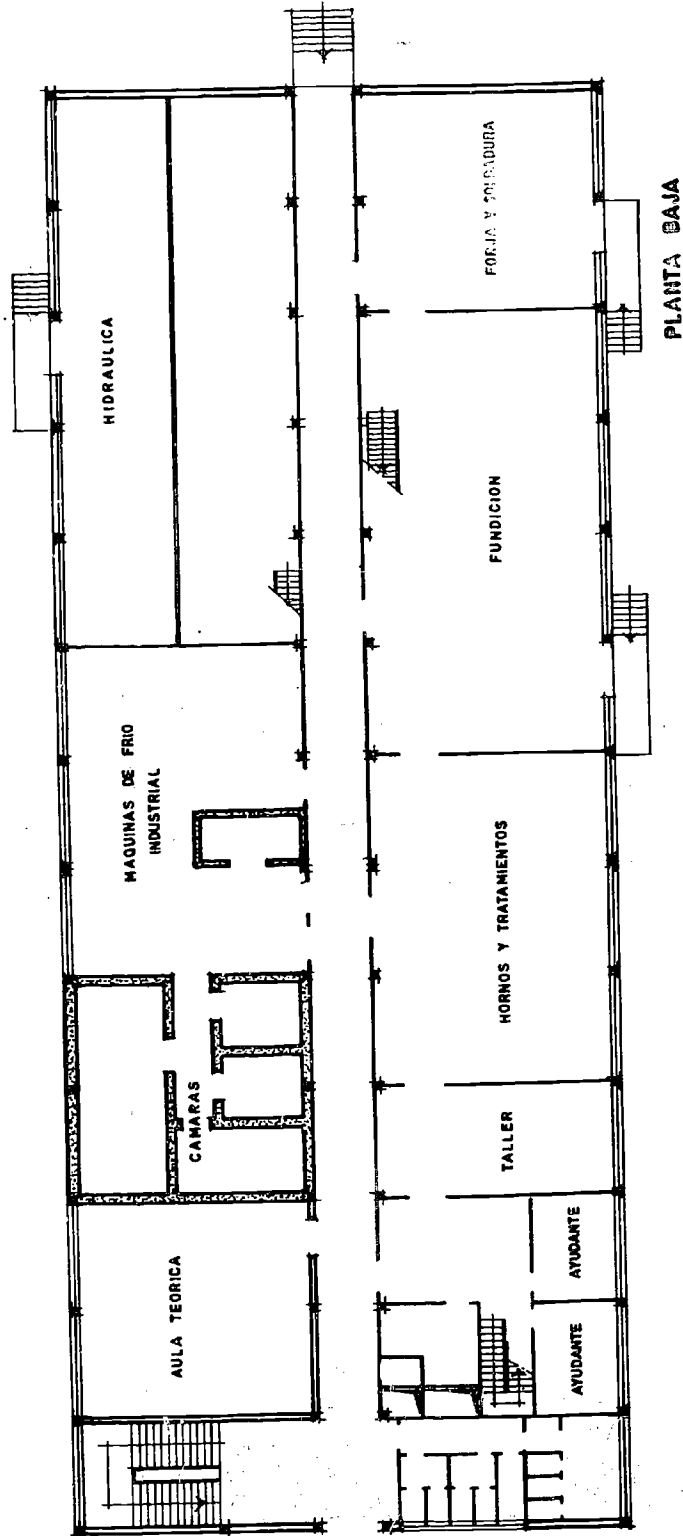 HIDRAULICA
FORJA Y SOLDADURA
PLANTA BAJA
FUNDICION
MAQUINAS DE FRIO
INDUSTRIAL
HORNOS Y TRATAMIENTOS
CAMARAS
TALLER
AULA TEORICA
AYUDANTE
AYUDANTE